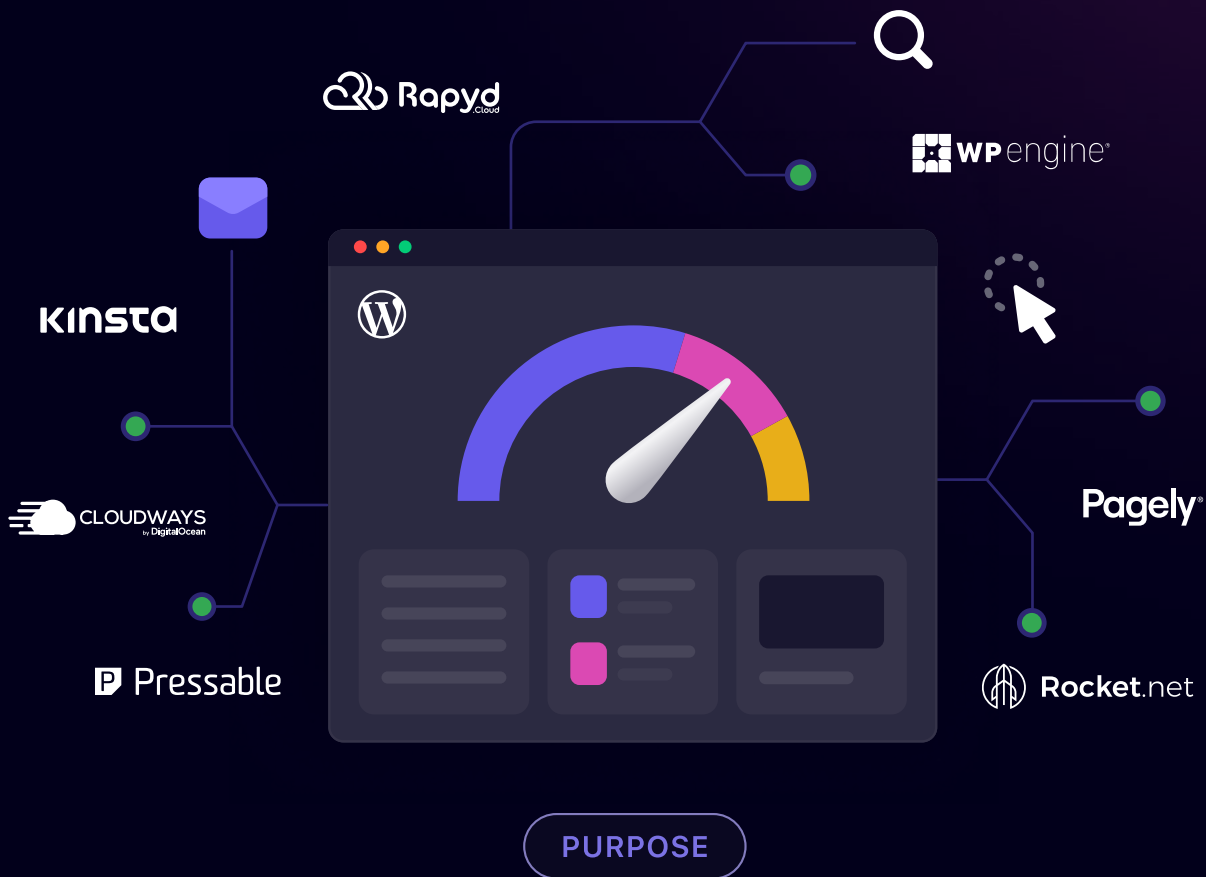 Rapyd
.Cloud
WP engine®
Kinsta
CLOUDWAYS
by DigitalOcean
Pagely®
P Pressable
Rocket.net
PURPOSE